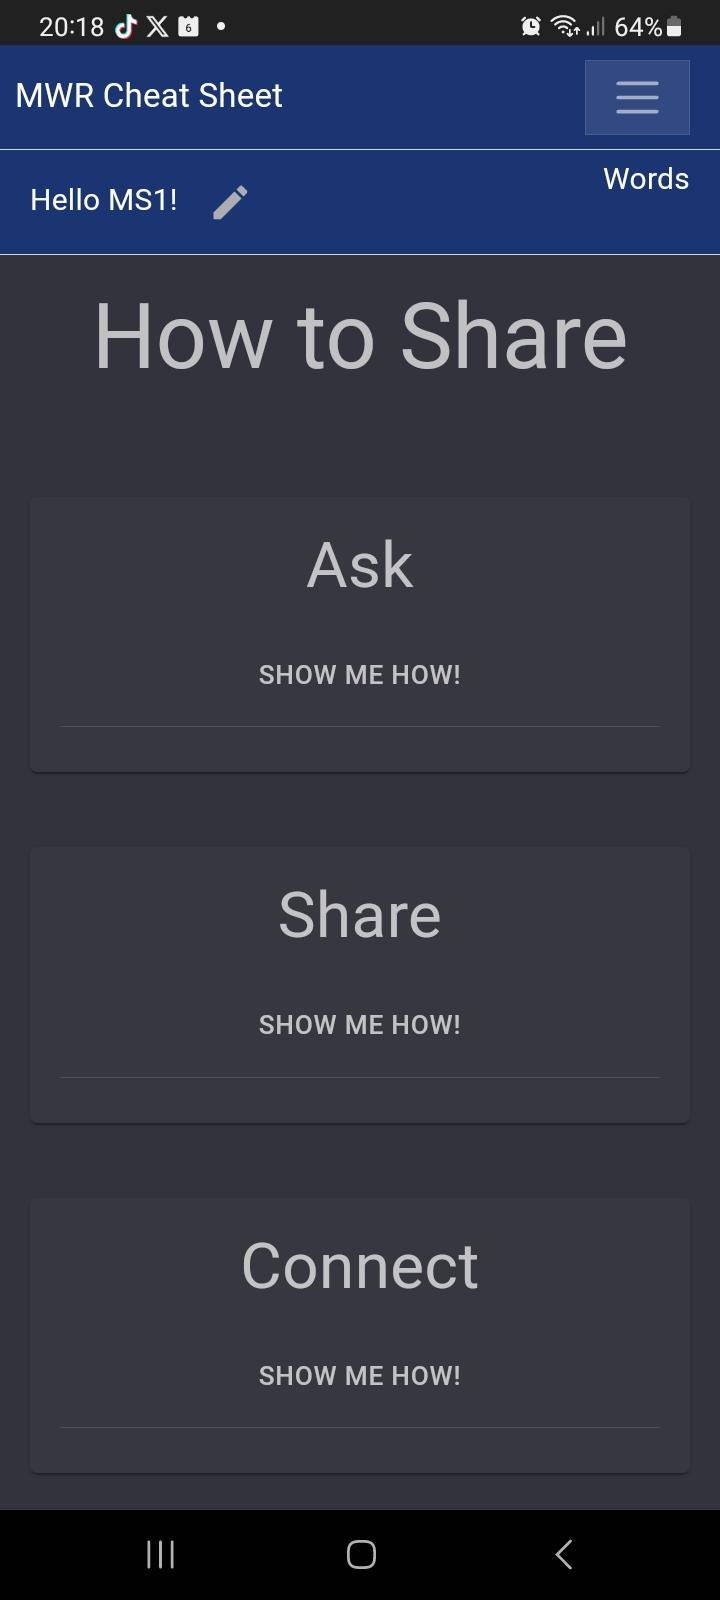 20:18 6 64%
MWR Cheat Sheet
Words
Hello MS1!
How to Share
Ask
SHOW ME HOW!
Share
SHOW ME HOW!
Connect
SHOW ME HOW!